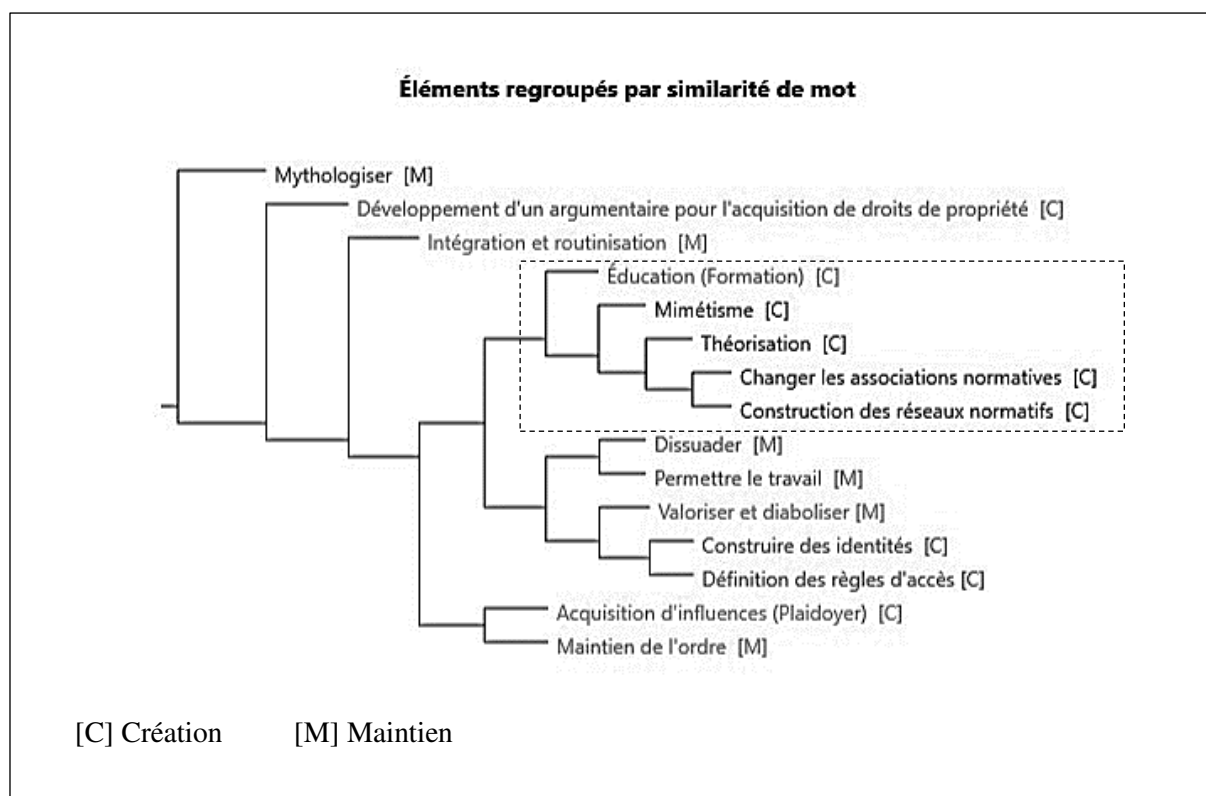 Éléments regroupés par similarité de mot
Mythologiser [M]
Développement d'un argumentaire pour l'acquisition de droits de propriété [C]
Intégration et routinisation [M]
Éducation (Formation) [C]
Mimétisme [C]
Théorisation [C]
Changer les associations normatives [C]
Construction des réseaux normatifs [C]
Dissuader [M]
Permettre le travail [M]
Valoriser et diaboliser [M]
Construire des identités [C]
Définition des règles d'accès [C]
Acquisition d'influences (Plaidoyer) [C]
Maintien de l'ordre [M]
[C] Création [M] Maintien